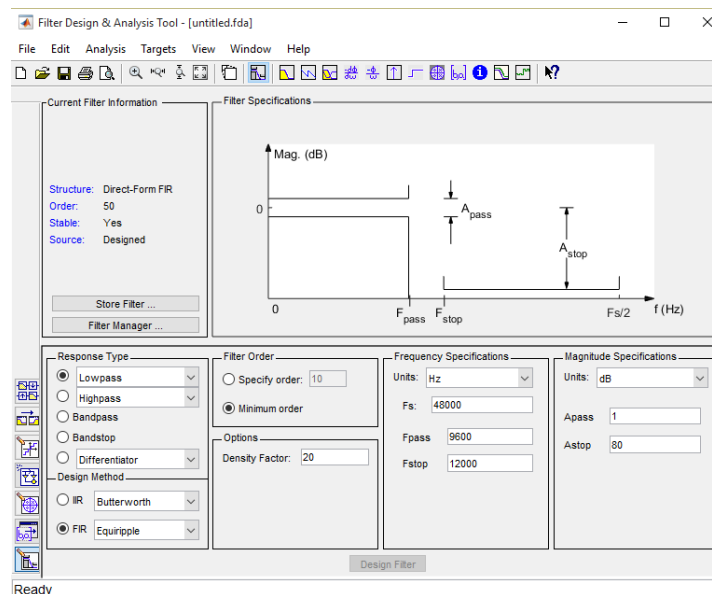 Filter Design & Analysis Tool - [untitled.fda]
File Edit Analysis Targets View Window Help
Current Filter Information
Structure: Direct-Form FIR
Order: 50
Stable: Yes
Source: Designed
Store Filter ...
Filter Manager ...
Filter Specifications
Mag. (dB)
0
A pass
A stop
0
F pass
F stop
Fs/2
f (Hz)
Response Type
Lowpass
Highpass
Bandpass
Bandstop
Differentiator
Design Method
IIR Butterworth
FIR Equiripple
Filter Order
Specify order: 10
Minimum order
Options
Density Factor: 20
Frequency Specifications
Units: Hz
Fs: 48000
Fpass 9600
Fstop 12000
Magnitude Specifications
Units: dB
Apass 1
Astop 80
Design Filter
Ready